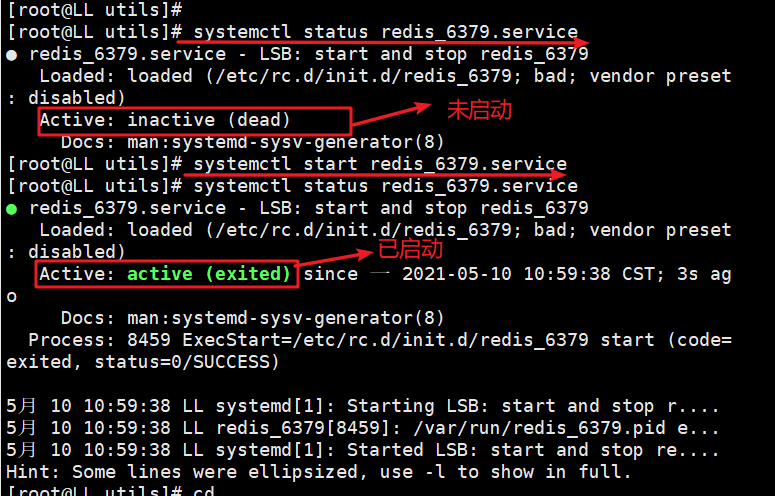 [root@LL utils]#
[root@LL utils]# systemctl status redis_6379.service
● redis_6379.service - LSB: start and stop redis_6379
Loaded: loaded (/etc/rc.d/init.d/redis_6379; bad; vendor preset
: disabled)
Active: inactive (dead)
未启动
Docs: man:systemd-sysv-generator(8)
[root@LL utils]# systemctl start redis_6379.service
[root@LL utils]# systemctl status redis_6379.service
● redis_6379.service - LSB: start and stop redis_6379
Loaded: loaded (/etc/rc.d/init.d/redis_6379; bad; vendor preset
: disabled)
已启动
Active: active (exited) since 一 2021-05-10 10:59:38 CST; 3s ag
o
Docs: man:systemd-sysv-generator(8)
Process: 8459 ExecStart=/etc/rc.d/init.d/redis_6379 start (code=
exited, status=0/SUCCESS)
5月 10 10:59:38 LL systemd[1]: Starting LSB: start and stop r....
5月 10 10:59:38 LL redis_6379[8459]: /var/run/redis_6379.pid e...
5月 10 10:59:38 LL systemd[1]: Started LSB: start and stop re....
Hint: Some lines were ellipsized, use -l to show in full.
[root@LL utils]# cd